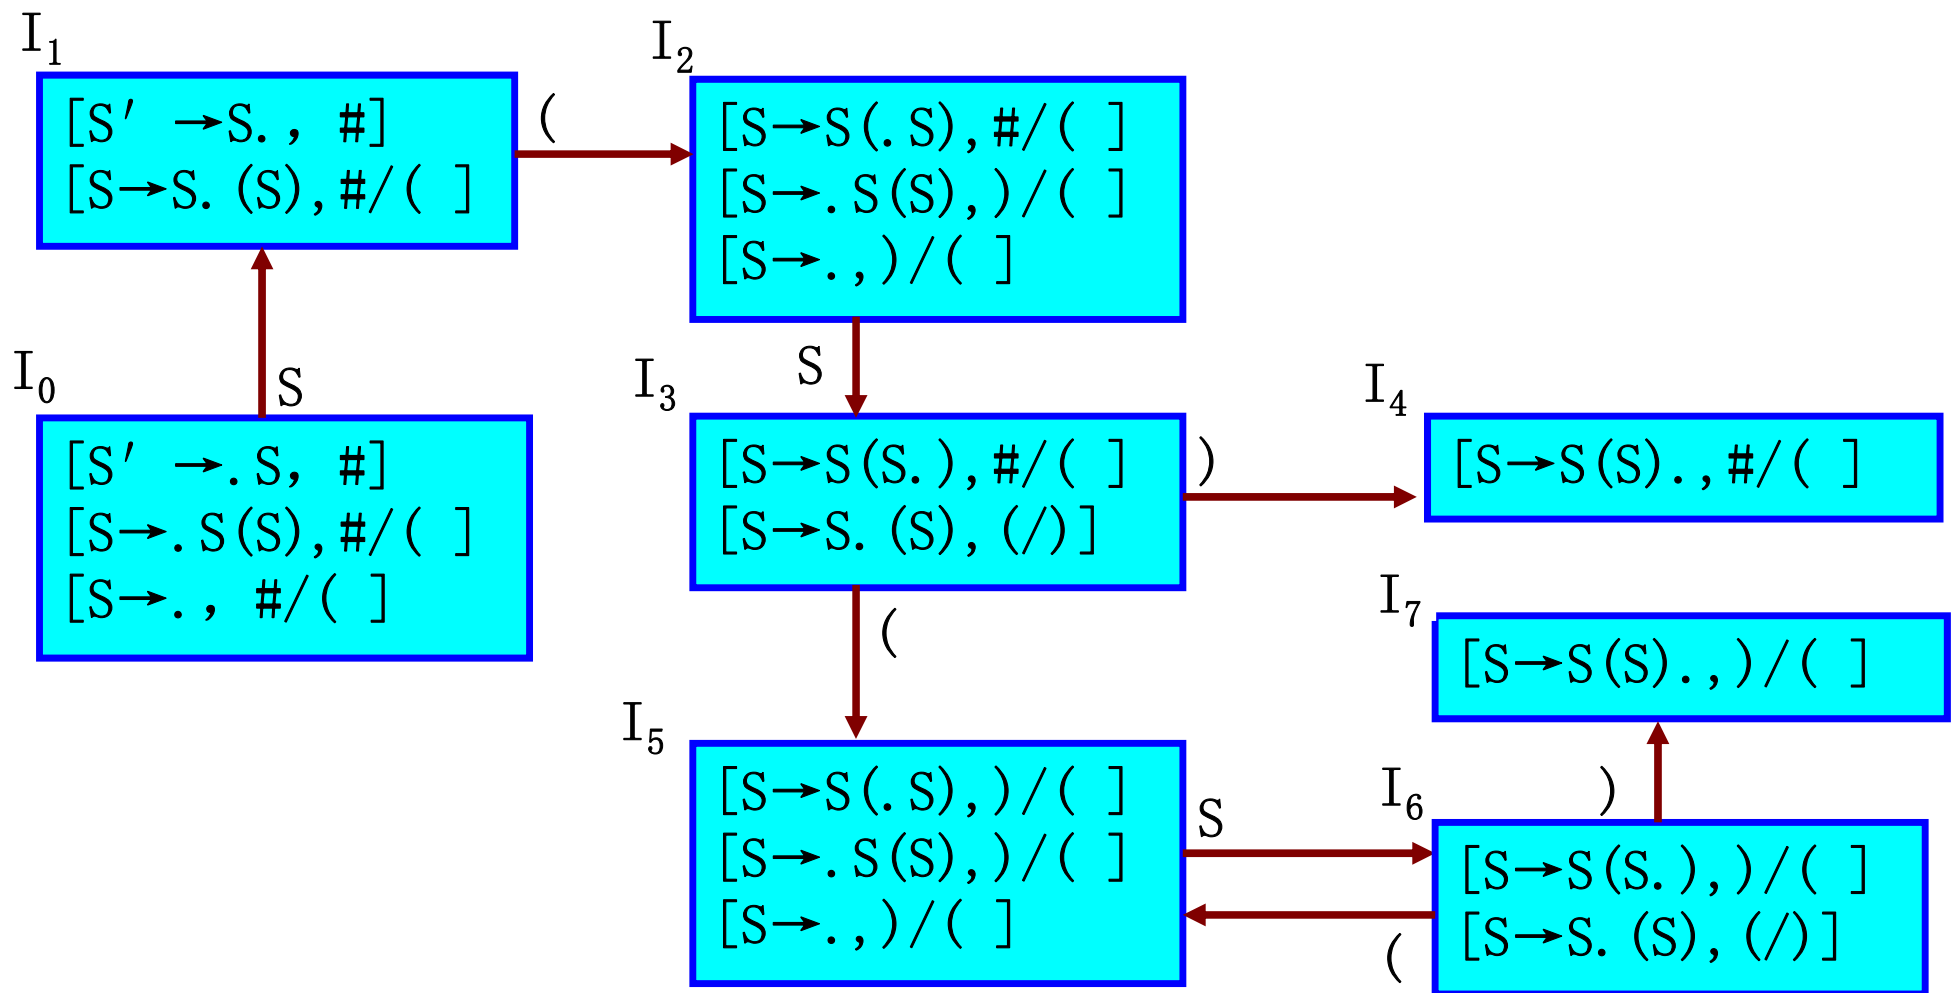 I1
[S′ →S., #]
[S→S.(S),#/( ]
(
I2
[S→S(.S),#/( ]
[S→.S(S),)/( ]
[S→.,)/( ]
S
I0
[S′ →.S, #]
[S→.S(S),#/( ]
[S→., #/( ]
S
I3
[S→S(S.),#/( ]
[S→S.(S),(/)]
)
I4
[S→S(S).,#/( ]
(
I7
[S→S(S).,)/( ]
I5
[S→S(.S),)/( ]
[S→.S(S),)/( ]
[S→.,)/( ]
S
)
I6
[S→S(S.),)/( ]
[S→S.(S),(/)]
(